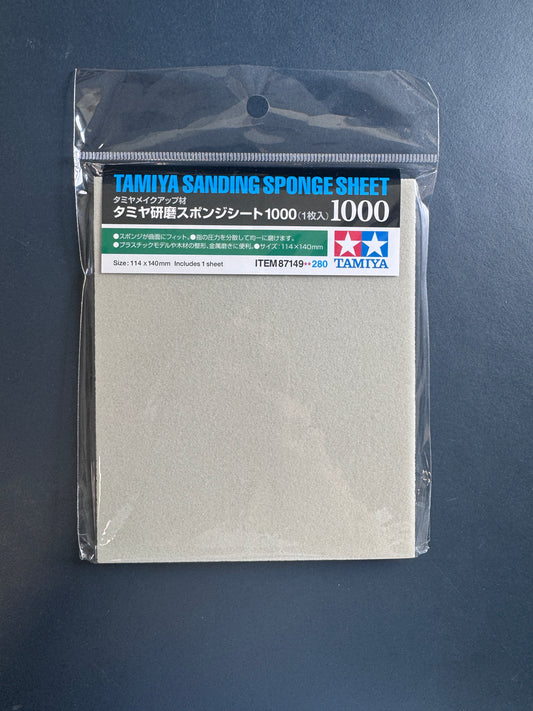 TAMIYA SANDING SPONGE SHEET
タミヤメイクアップ材
タミヤ研磨スポンジシート1000(1枚入) 1000
●スポンジが曲面にフィット。●指の圧力を分散して均一に磨けます。
●プラスチックモデルや木材の整形、金属磨きに便利。●サイズ:114×140mm
Size: 114 x 140mm Includes 1 sheet ITEM 87149**280
TAMIYA